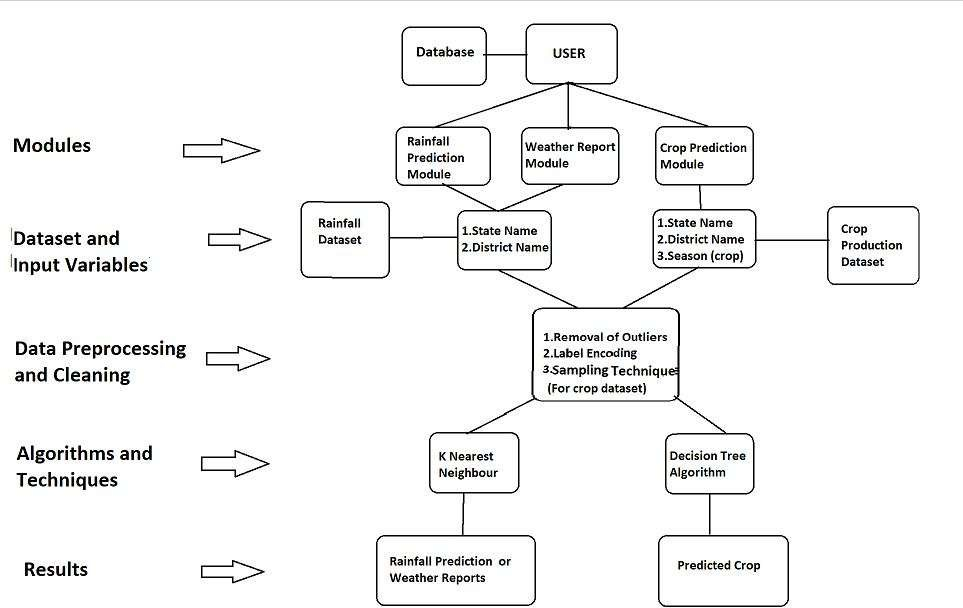 Database
USER
Modules
Rainfall
Prediction
Module
Weather Report
Module
Crop Prediction
Module
Dataset and
Input Variables
Rainfall
Dataset
1.State Name
2.District Name
1.State Name
2.District Name
3.Season (crop)
Crop
Production
Dataset
Data Preprocessing
and Cleaning
1.Removal of Outliers
2.Label Encoding
3.Sampling Techniques
(For crop dataset)
Algorithms and
Techniques
K Nearest
Neighbour
Decision Tree
Algorithm
Results
Rainfall Prediction or
Weather Reports
Predicted Crop